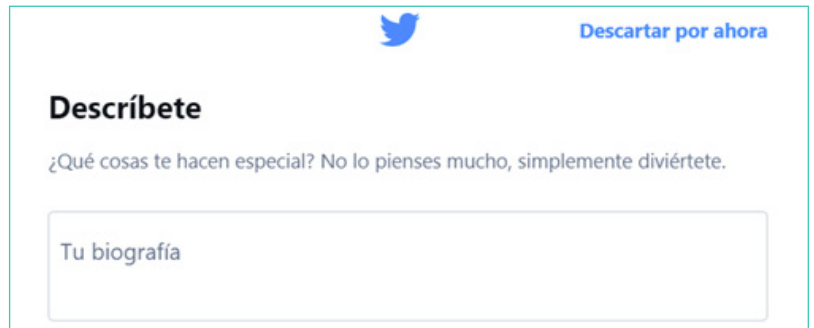 Descartar por ahora
Descríbete
¿Qué cosas te hacen especial? No lo pienses mucho, simplemente diviértete.
Tu biografía